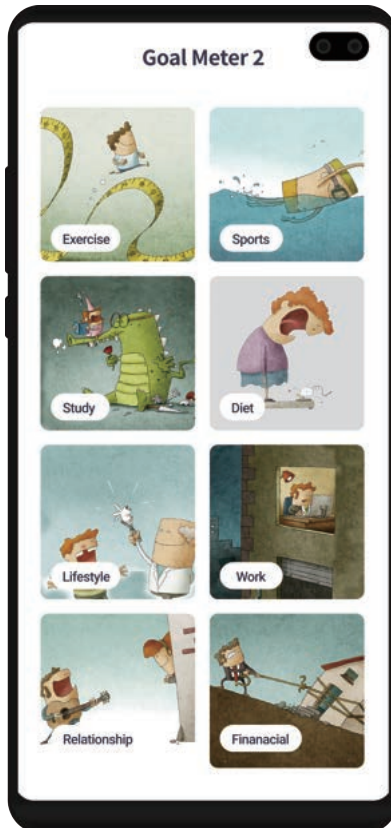 Goal Meter 2
Exercise
Sports
Study
Diet
Lifestyle
Work
Relationship
Finanacial